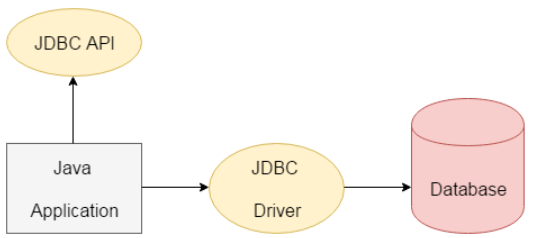 JDBC API
Java
Application
JDBC
Driver
Database